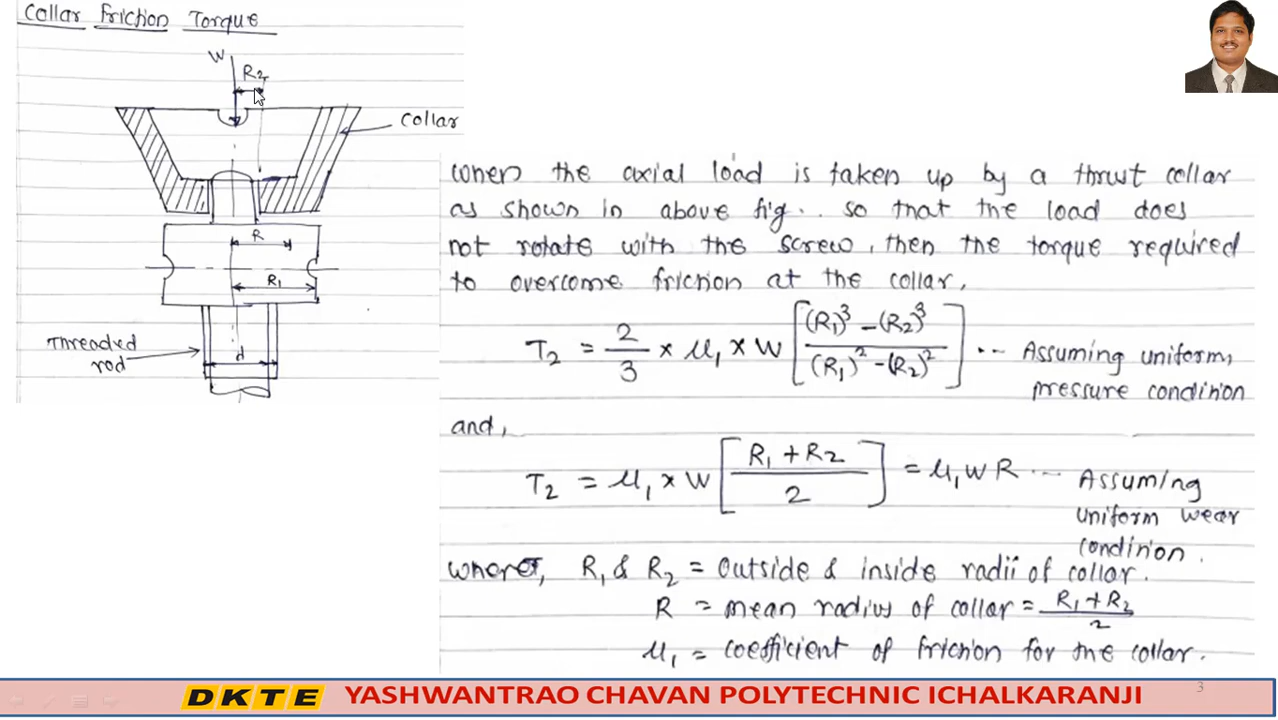 Collar Friction Torque
W
R2
Collar
R
R1
Threaded
rod
d
when the axial load is taken up by a thrust collar
as shown in above fig.. so that the load does
not rotate with the screw, then the torque required
to overcome friction at the collar.
T2 = 2/3 × μ1 × W [ (R1)^3 - (R2)^3 / (R1)^2 - (R2)^2 ] .. Assuming uniform,
pressure condition
and,
T2 = μ1 × W [ R1 + R2 / 2 ] = μ1 W R ... Assuming
uniform wear
condition.
where, R1 & R2 = outside & inside radii of collar.
R = mean radius of collar = R1 + R2 / 2
μ1 = coefficient of friction for the collar.
3
DKTE YASHWANTRAO CHAVAN POLYTECHNIC ICHALKARANJI